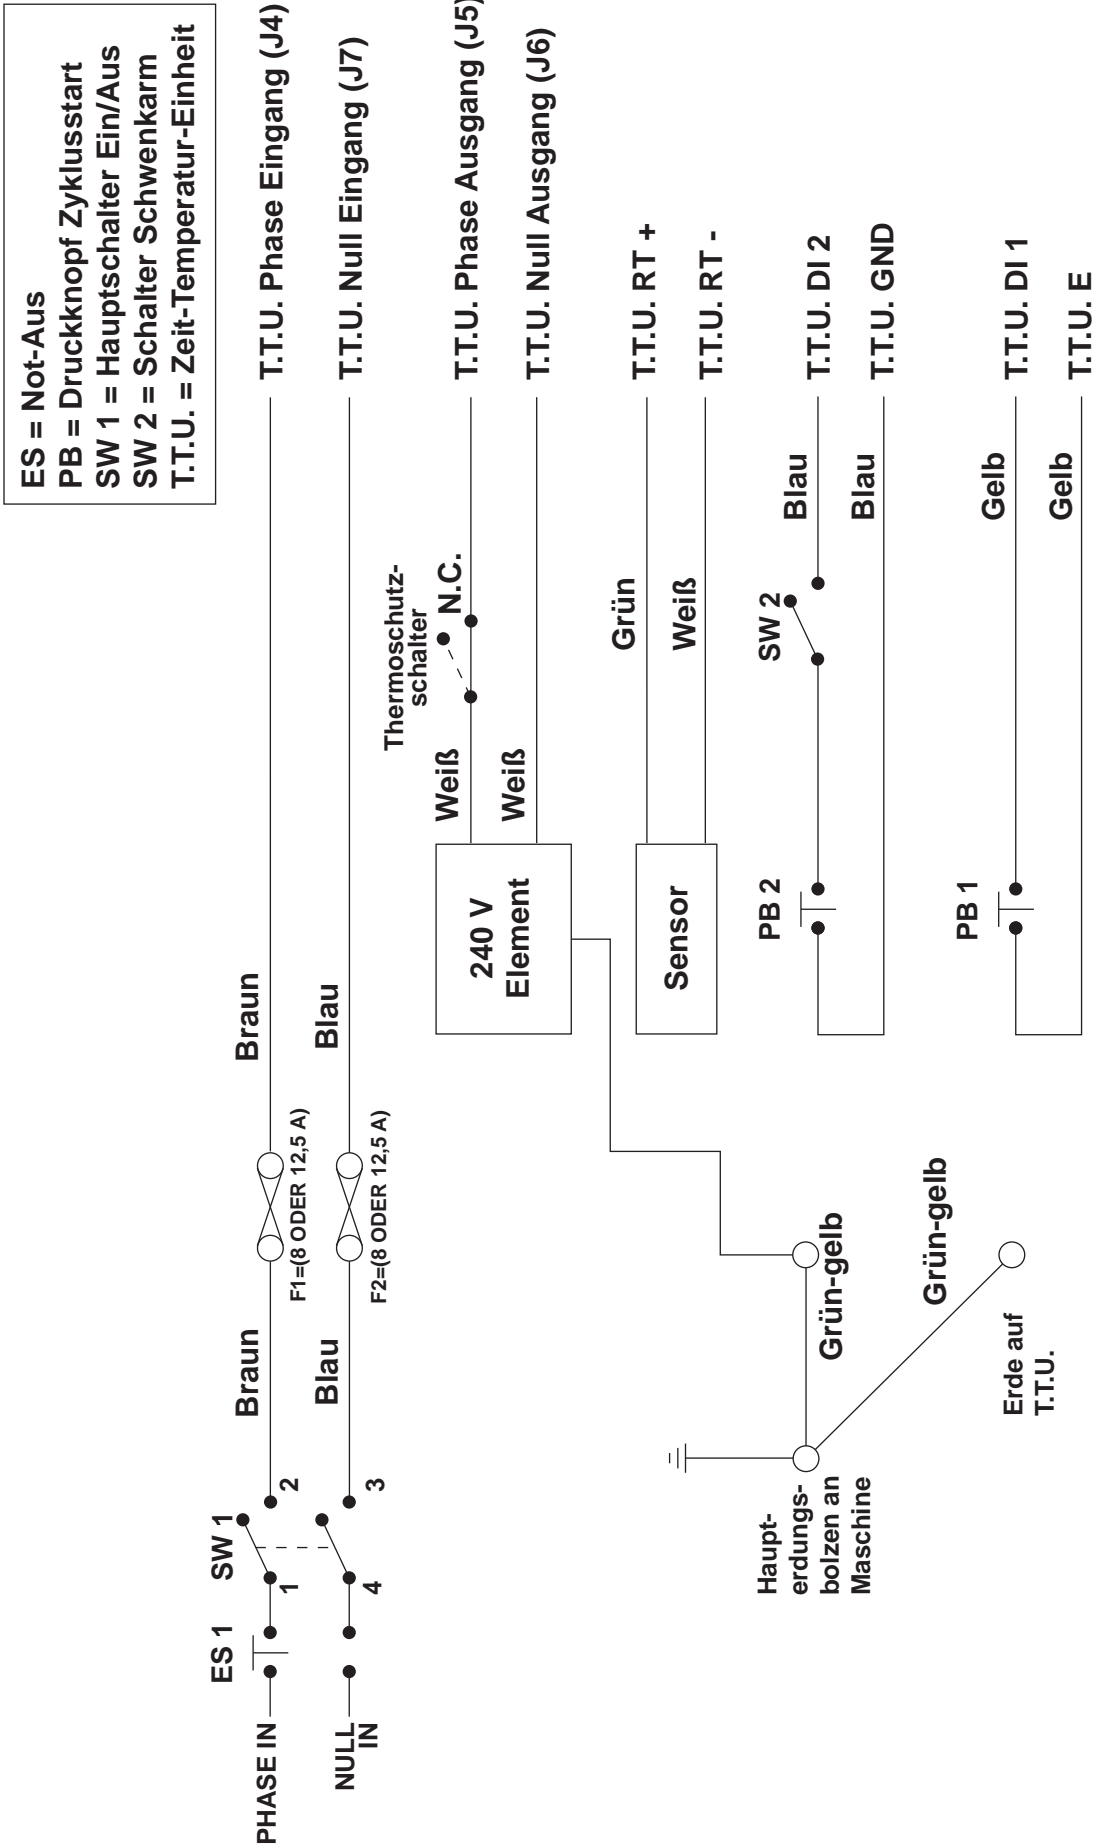 ES = Not-Aus
PB = Druckknopf Zyklusstart
SW 1 = Hauptschalter Ein/Aus
SW 2 = Schalter Schwenkarm
T.T.U. = Zeit-Temperatur-Einheit
PHASE IN
ES 1
SW 1
1
2
Braun
F1=(8 ODER 12,5 A)
Braun
T.T.U. Phase Eingang (J4)
NULL
IN
4
3
Blau
F2=(8 ODER 12,5 A)
Blau
T.T.U. Null Eingang (J7)
240 V
Element
Weiß
Thermoschutz-
schalter
N.C.
T.T.U. Phase Ausgang (J5)
Weiß
T.T.U. Null Ausgang (J6)
Sensor
Grün
T.T.U. RT +
Weiß
T.T.U. RT -
PB 2
SW 2
Blau
T.T.U. DI 2
Blau
T.T.U. GND
PB 1
Gelb
T.T.U. DI 1
Gelb
T.T.U. E
Haupt-
erdungs-
bolzen an
Maschine
Grün-gelb
Grün-gelb
Erde auf
T.T.U.